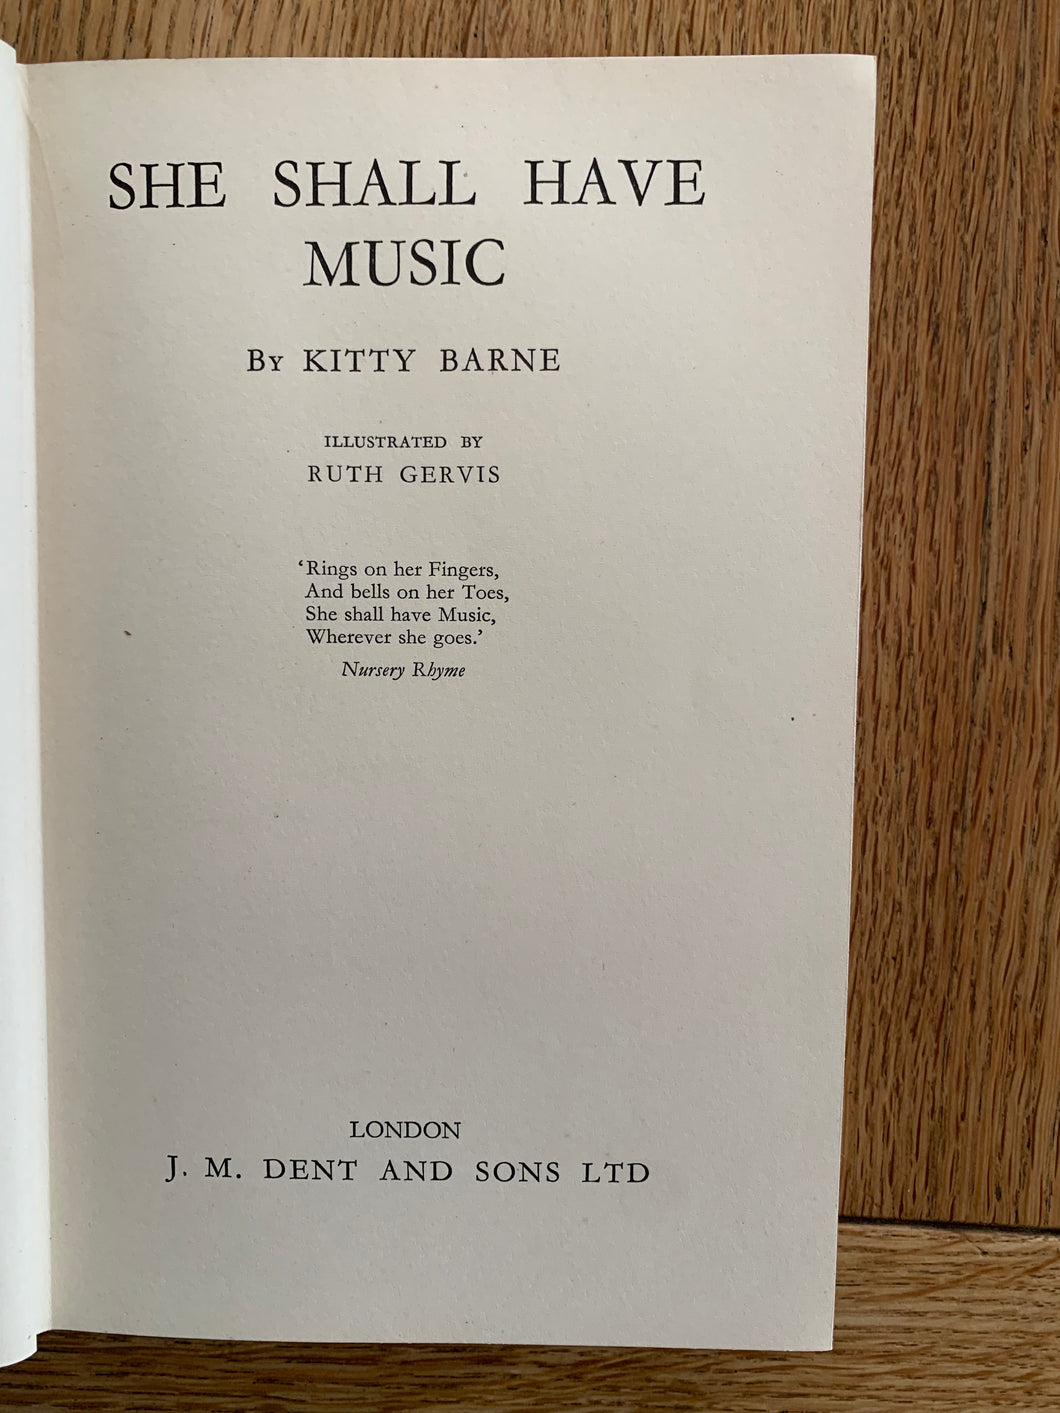 SHE SHALL HAVE
MUSIC
By KITTY BARNE
ILLUSTRATED BY
RUTH GERVIS
‘Rings on her Fingers,
And bells on her Toes,
She shall have Music,
Wherever she goes.’
Nursery Rhyme
LONDON
J. M. DENT AND SONS LTD